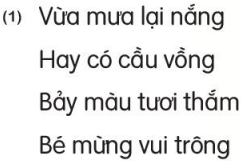 (1) Vừa mưa lại nắng
Hay có cầu vồng
Bảy màu tươi thắm
Bé mừng vui trông